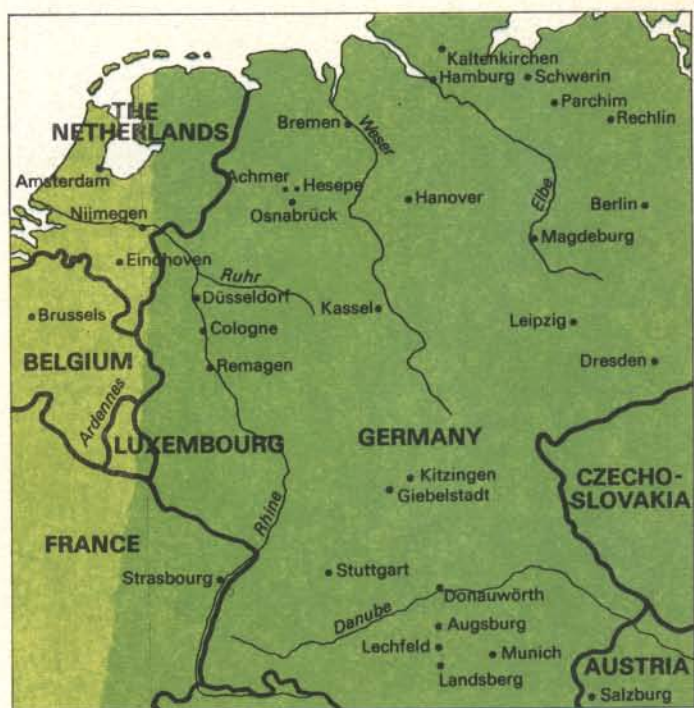 Kaltenkirchen
Hamburg
Schwerin
Parchim
Rechlin
THE
NETHERLANDS
Bremen
Weser
Amsterdam
Achmer
Hesepe
Hanover
Elbe
Berlin
Osnabrück
Nijmegen
Magdeburg
Eindhoven
Ruhr
Düsseldorf
Kassel
Brussels
Cologne
Leipzig
BELGIUM
Remagen
Dresden
Ardennes
LUXEMBOURG
GERMANY
Kitzingen
Giebelstadt
CZECHO-
SLOVAKIA
Rhine
FRANCE
Strasbourg
Stuttgart
Donauwörth
Danube
Augsburg
Lechfeld
Munich
Landsberg
AUSTRIA
Salzburg